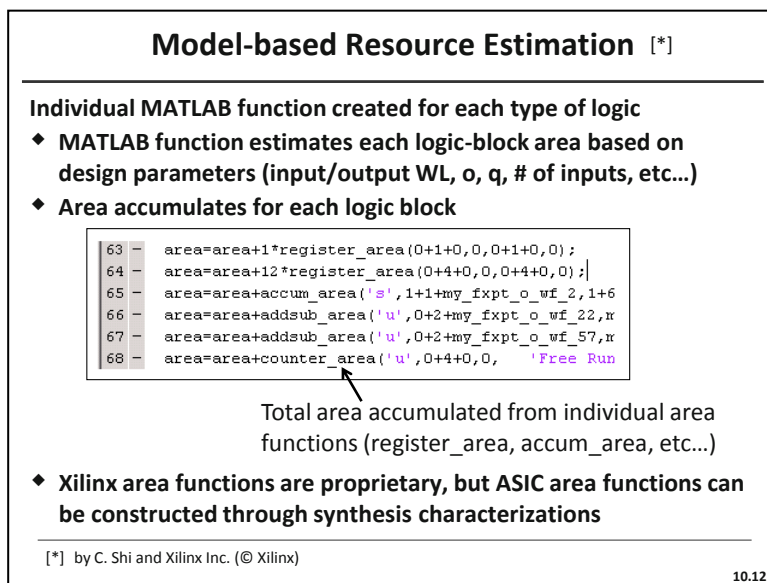 Model-based Resource Estimation [*]
Individual MATLAB function created for each type of logic
◆ MATLAB function estimates each logic-block area based on
design parameters (input/output WL, o, q, # of inputs, etc…)
◆ Area accumulates for each logic block
63 – area=area+1*register_area(0+1+0,0,0+1+0,0);
64 – area=area+12*register_area(0+4+0,0,0+4+0,0);
65 – area=area+accum_area('s',1+1+my_fxpt_o_wf_2,1+6
66 – area=area+addsub_area('u',0+2+my_fxpt_o_wf_22,m
67 – area=area+addsub_area('u',0+2+my_fxpt_o_wf_57,m
68 – area=area+counter_area('u',0+4+0,0, 'Free Run
Total area accumulated from individual area
functions (register_area, accum_area, etc…)
◆ Xilinx area functions are proprietary, but ASIC area functions can
be constructed through synthesis characterizations
[*] by C. Shi and Xilinx Inc. (© Xilinx)
10.12